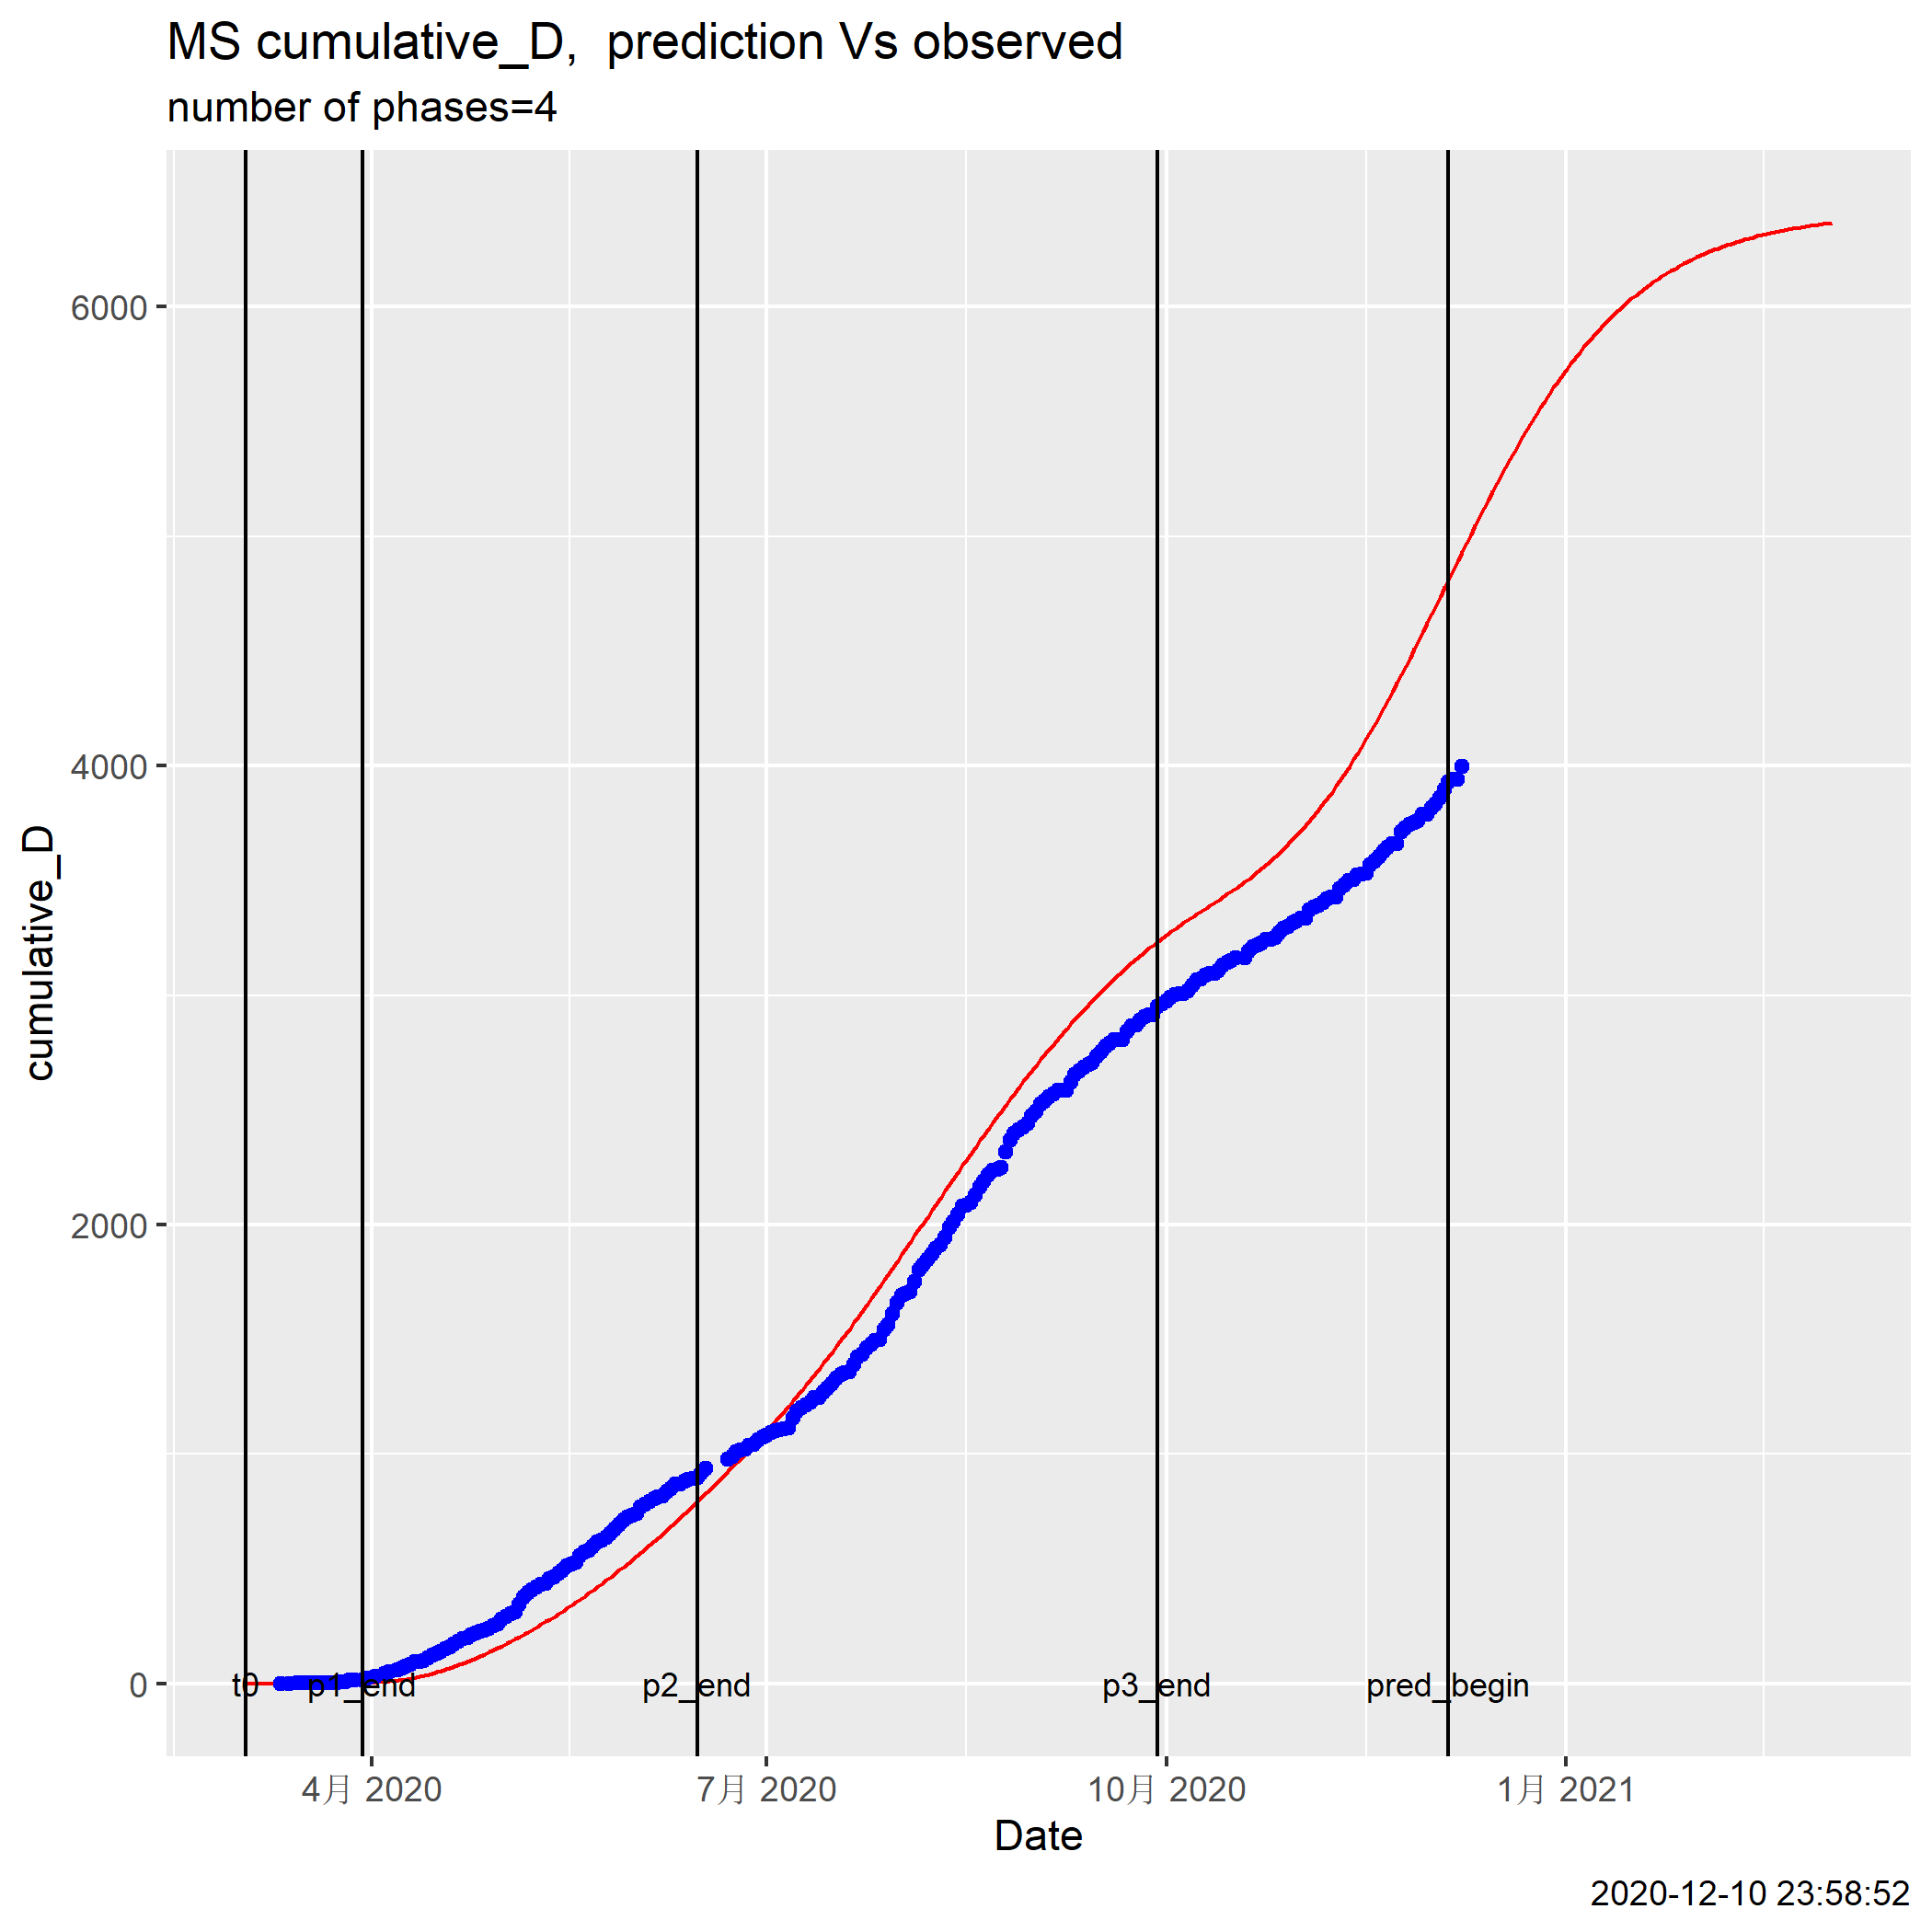 MS cumulative_D,  prediction Vs observed
number of phases=4
cumulative_D
6000
4000
2000
0
t0
p1_end
p2_end
p3_end
pred_begin
4月 2020
7月 2020
10月 2020
1月 2021
Date
2020-12-10 23:58:52